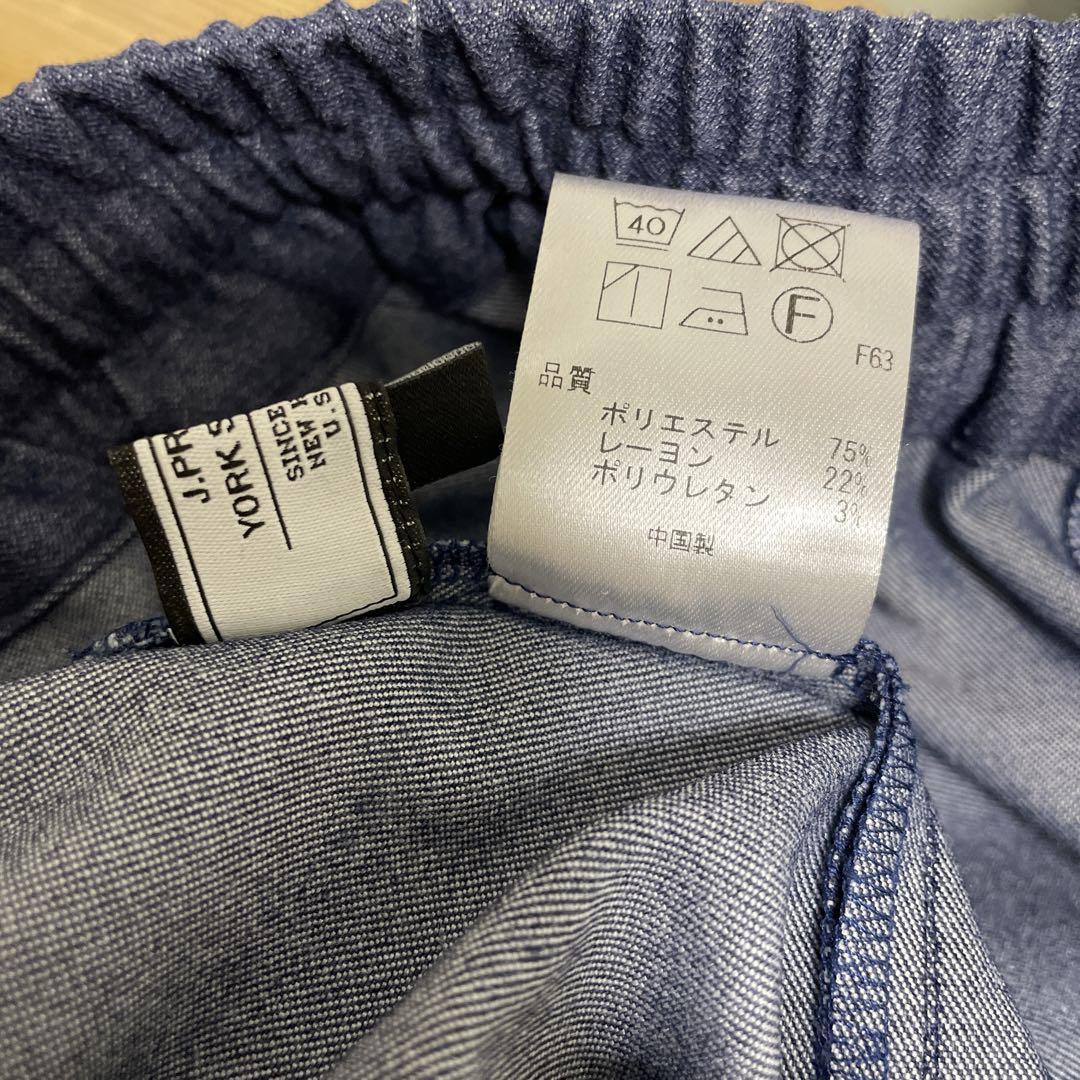 J.PR
YORK S
SINCE
NEW
U.S
40
F
F63
品質
ポリエステル 75%
レーヨン 22%
ポリウレタン 3%
中国製